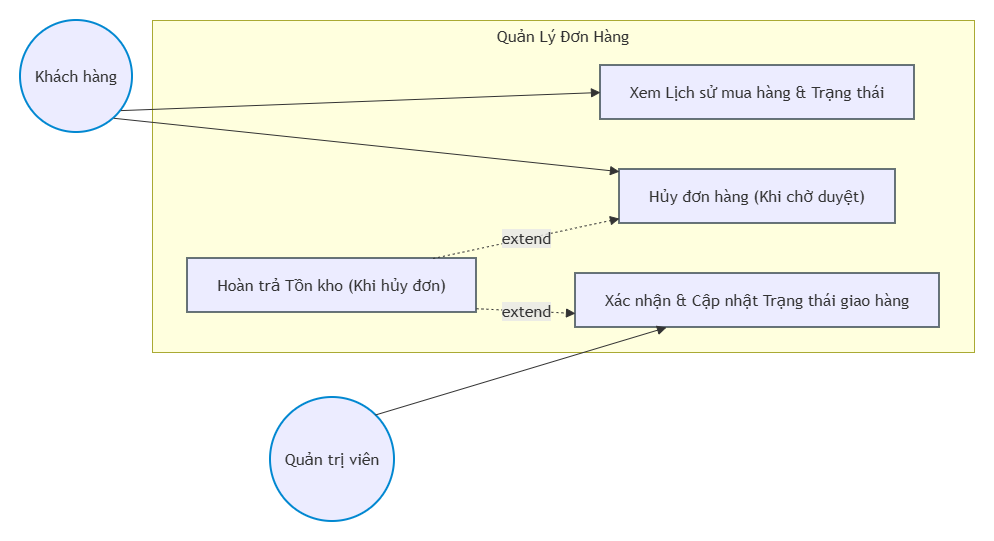 Quản Lý Đơn Hàng
Khách hàng
Xem Lịch sử mua hàng & Trạng thái
Hủy đơn hàng (Khi chờ duyệt)
extend
Hoàn trả Tồn kho (Khi hủy đơn)
extend
Xác nhận & Cập nhật Trạng thái giao hàng
Quản trị viên